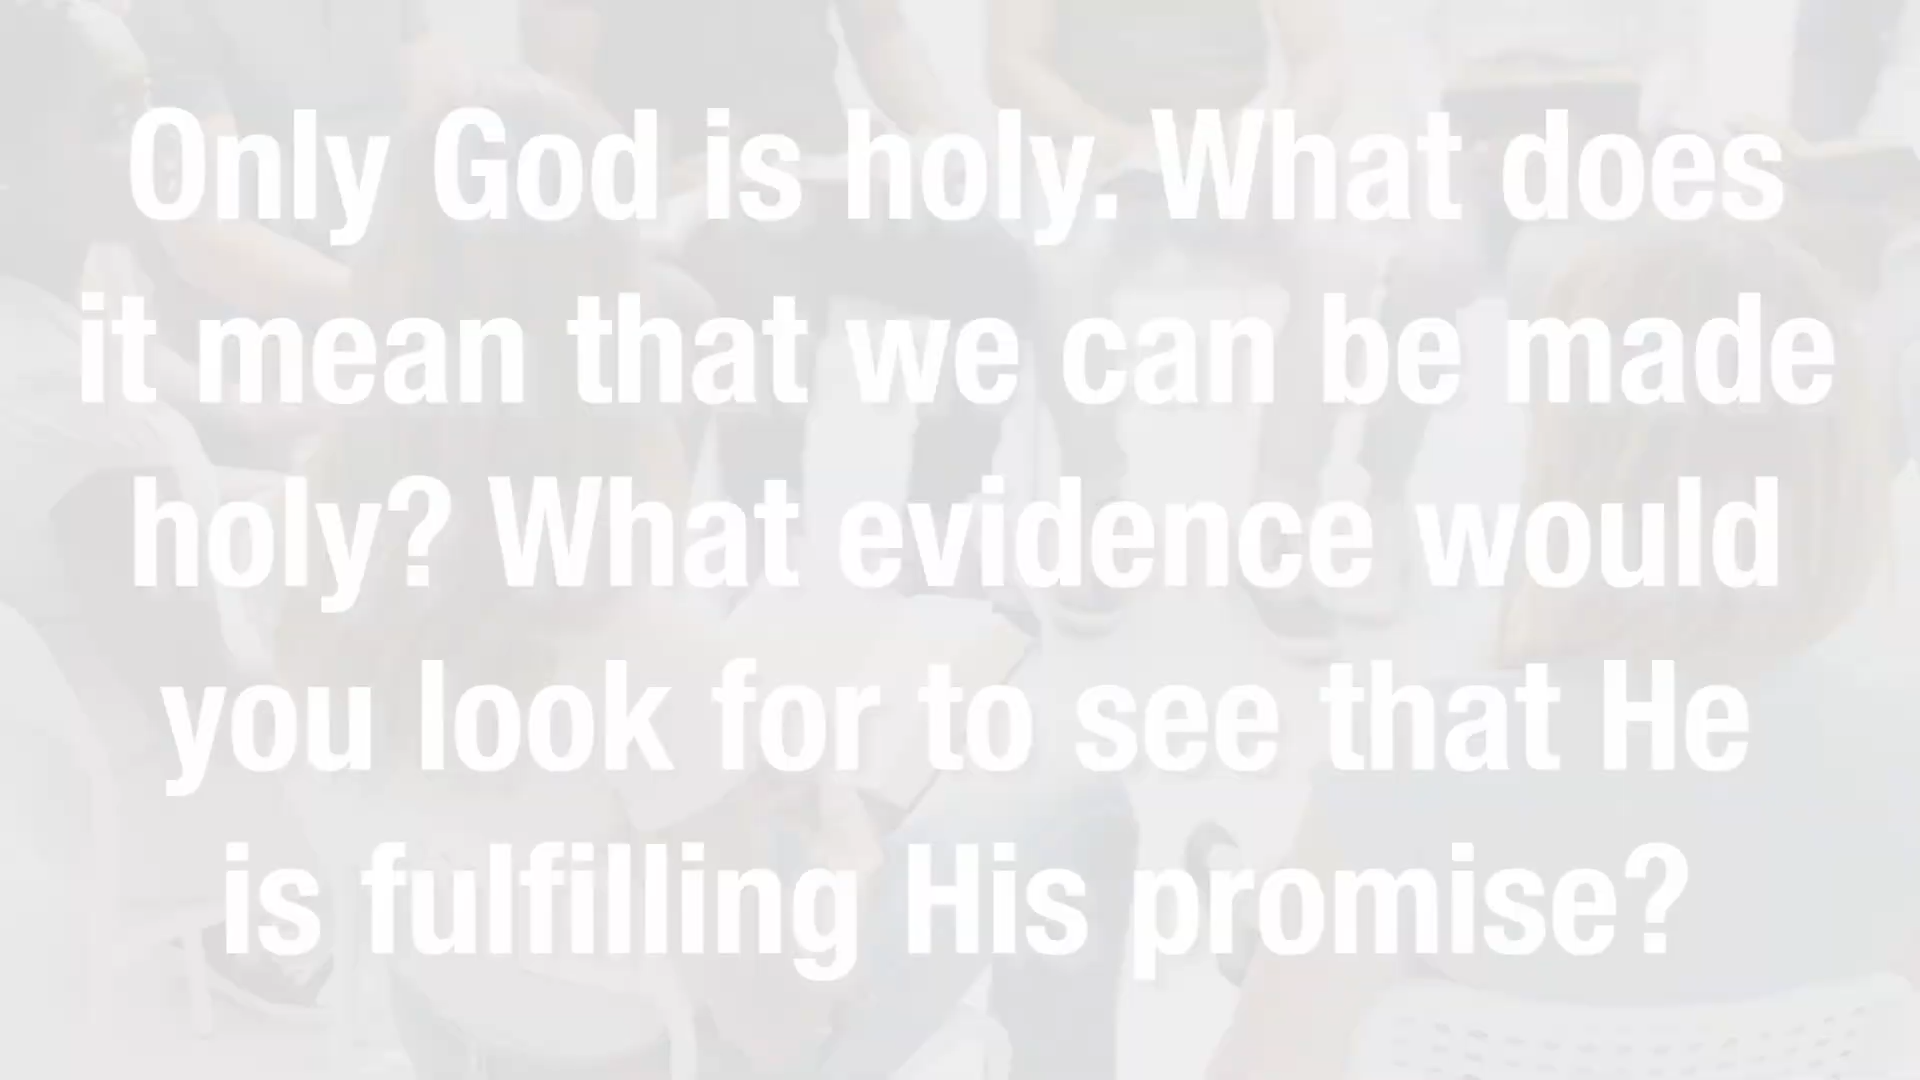 Only God is holy. What does
it mean that we can be made
holy? What evidence would
you look for to see that He
is fulfilling His promise?